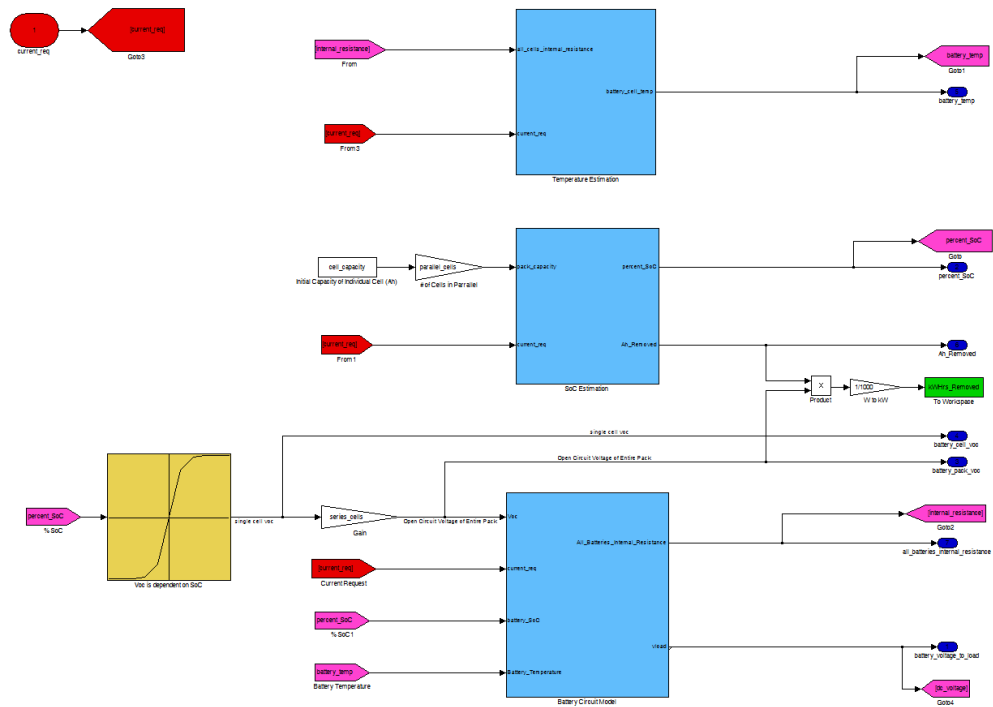 1
current_req
[current_req]
Goto3
[internal_resistance]
From
all_cells_internal_resistance
battery_cell_temp
[current_req]
From3
current_req
Temperature Estimation
battery_temp
Goto1
battery_temp
cell_capacity
Initial Capacity of Individual Cell (Ah)
parallel_cells
# of Cells in Parrallel
pack_capacity
percent_SoC
[current_req]
From1
current_req
Ah_Removed
SoC Estimation
percent_SoC
Goto
percent_SoC
Ah_Removed
X
Product
1/1000
W to kW
kWHrs_Removed
To Workspace
single cell voc
battery_cell_voc
Open Circuit Voltage of Entire Pack
battery_pack_voc
percent_SoC
% SoC
Voc is dependent on SoC
single cell voc
series_cells
Gain
Open Circuit Voltage of Entire Pack
Voc
All_Batteries_Internal_Resistance
[current_req]
Current Request
current_req
percent_SoC
% SoC1
battery_SoC
battery_temp
Battery Temperature
Battery_Temperature
vload
Battery Circuit Model
[internal_resistance]
Goto2
all_batteries_internal_resistance
battery_voltage_to_load
[dc_voltage]
Goto4